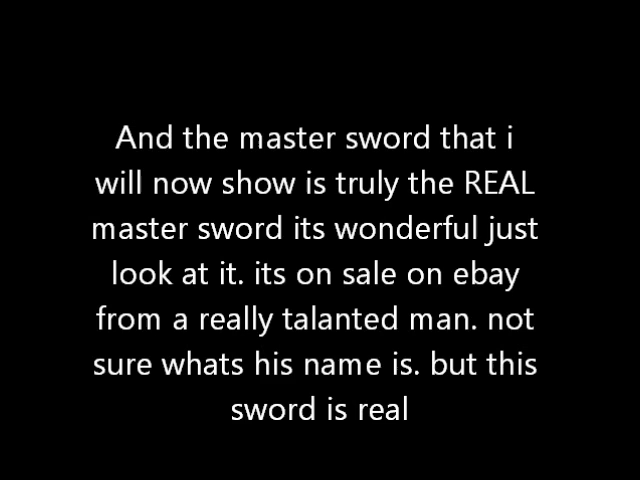 And the master sword that i
will now show is truly the REAL
master sword its wonderful just
look at it. its on sale on ebay
from a really talanted man. not
sure whats his name is. but this
sword is real